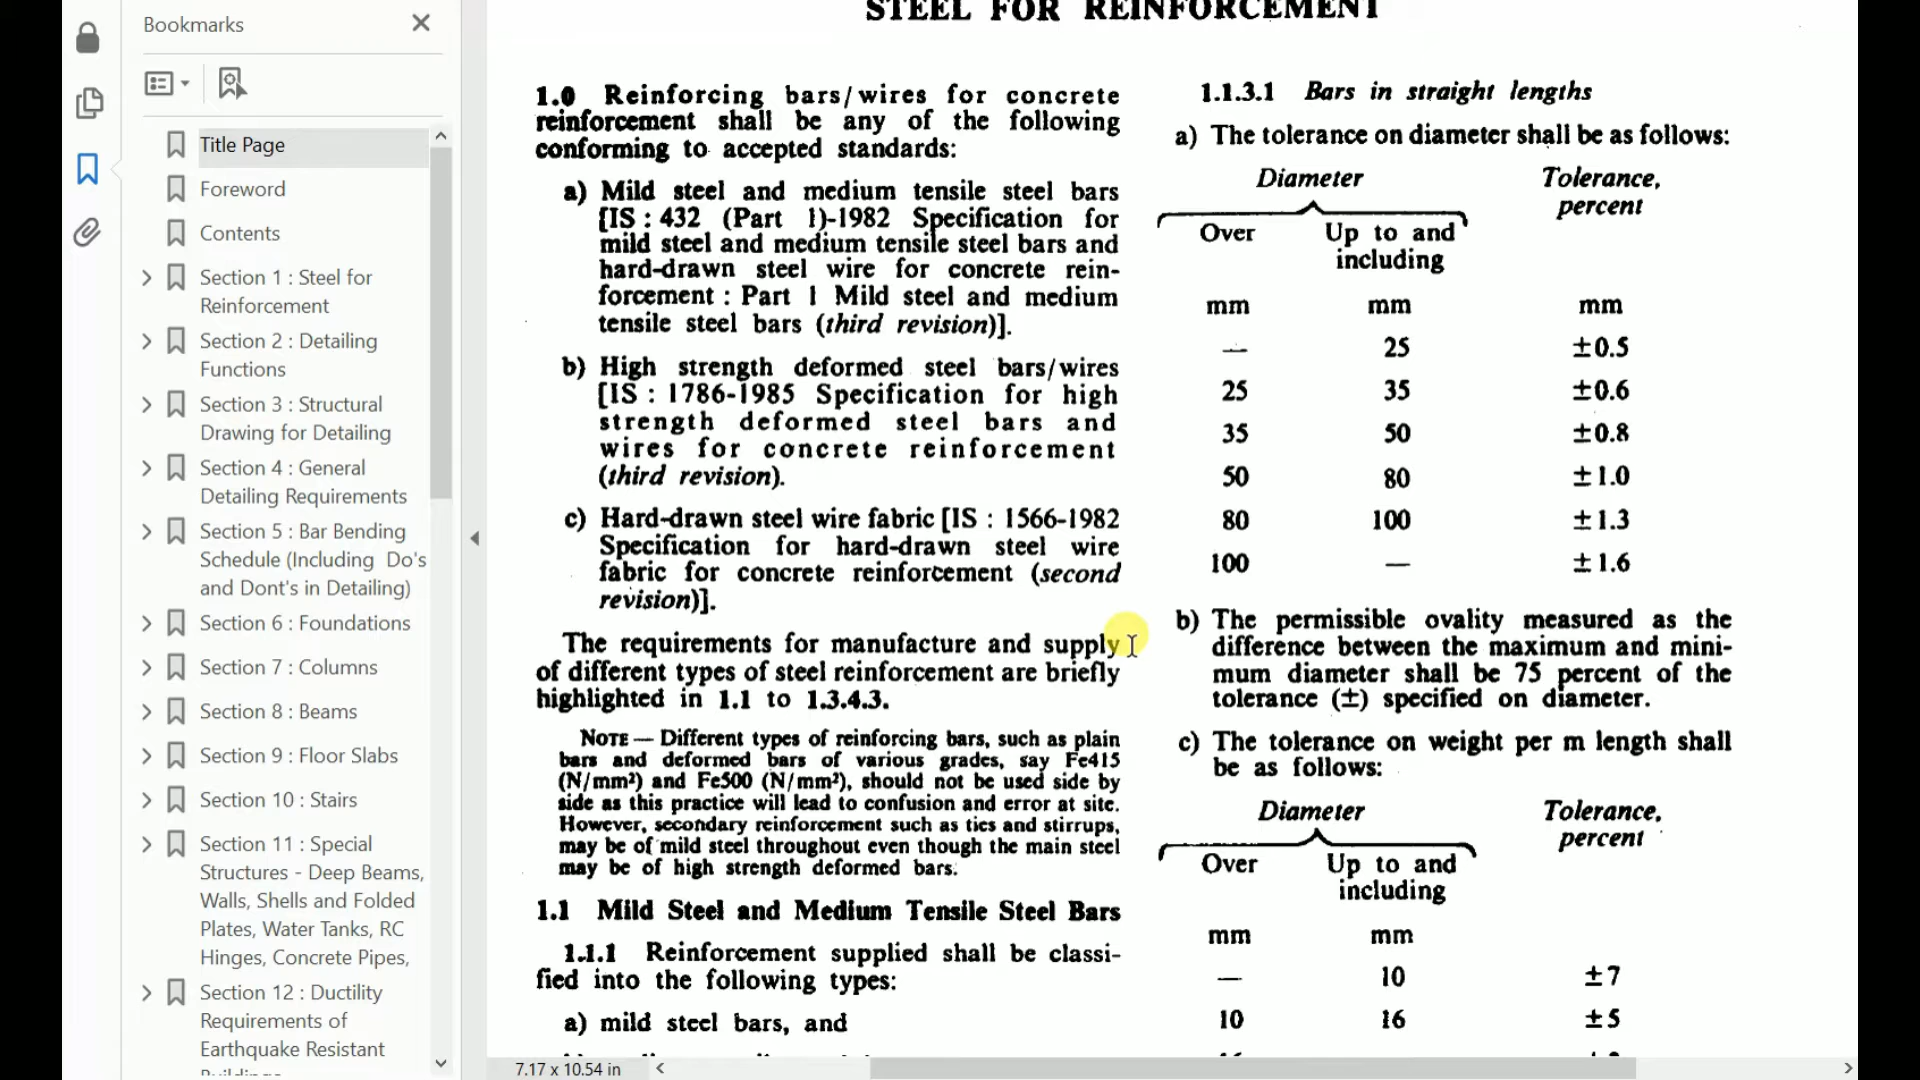 Bookmarks
Title Page
Foreword
Contents
Section 1 : Steel for
Reinforcement
Section 2 : Detailing
Functions
Section 3 : Structural
Drawing for Detailing
Section 4 : General
Detailing Requirements
Section 5 : Bar Bending
Schedule (Including Do's
and Dont's in Detailing)
Section 6 : Foundations
Section 7 : Columns
Section 8 : Beams
Section 9 : Floor Slabs
Section 10 : Stairs
Section 11 : Special
Structures - Deep Beams,
Walls, Shells and Folded
Plates, Water Tanks, RC
Hinges, Concrete Pipes,
Section 12 : Ductility
Requirements of
Earthquake Resistant
STEEL FOR REINFORCEMENT
1.0 Reinforcing bars/wires for concrete
reinforcement shall be any of the following
conforming to accepted standards:
a) Mild steel and medium tensile steel bars
[IS : 432 (Part 1)-1982 Specification for
mild steel and medium tensile steel bars and
hard-drawn steel wire for concrete rein-
forcement : Part 1 Mild steel and medium
tensile steel bars (third revision)].
b) High strength deformed steel bars/wires
[IS : 1786-1985 Specification for high
strength deformed steel bars and
wires for concrete reinforcement
(third revision).
c) Hard-drawn steel wire fabric [IS : 1566-1982
Specification for hard-drawn steel wire
fabric for concrete reinforcement (second
revision)].
The requirements for manufacture and supply
of different types of steel reinforcement are briefly
highlighted in 1.1 to 1.3.4.3.
NOTE — Different types of reinforcing bars, such as plain
bars and deformed bars of various grades, say Fe415
(N/mm²) and Fe500 (N/mm²), should not be used side by
side as this practice will lead to confusion and error at site.
However, secondary reinforcement such as ties and stirrups,
may be of mild steel throughout even though the main steel
may be of high strength deformed bars.
1.1 Mild Steel and Medium Tensile Steel Bars
1.1.1 Reinforcement supplied shall be classi-
fied into the following types:
a) mild steel bars, and
1.1.3.1 Bars in straight lengths
a) The tolerance on diameter shall be as follows:
Diameter Tolerance,
percent
Over Up to and
including
mm mm mm
— 25 ±0.5
25 35 ±0.6
35 50 ±0.8
50 80 ±1.0
80 100 ±1.3
100 — ±1.6
b) The permissible ovality measured as the
difference between the maximum and mini-
mum diameter shall be 75 percent of the
tolerance (±) specified on diameter.
c) The tolerance on weight per m length shall
be as follows:
Diameter Tolerance,
percent
Over Up to and
including
mm mm
— 10 ±7
10 16 ±5
7.17 x 10.54 in